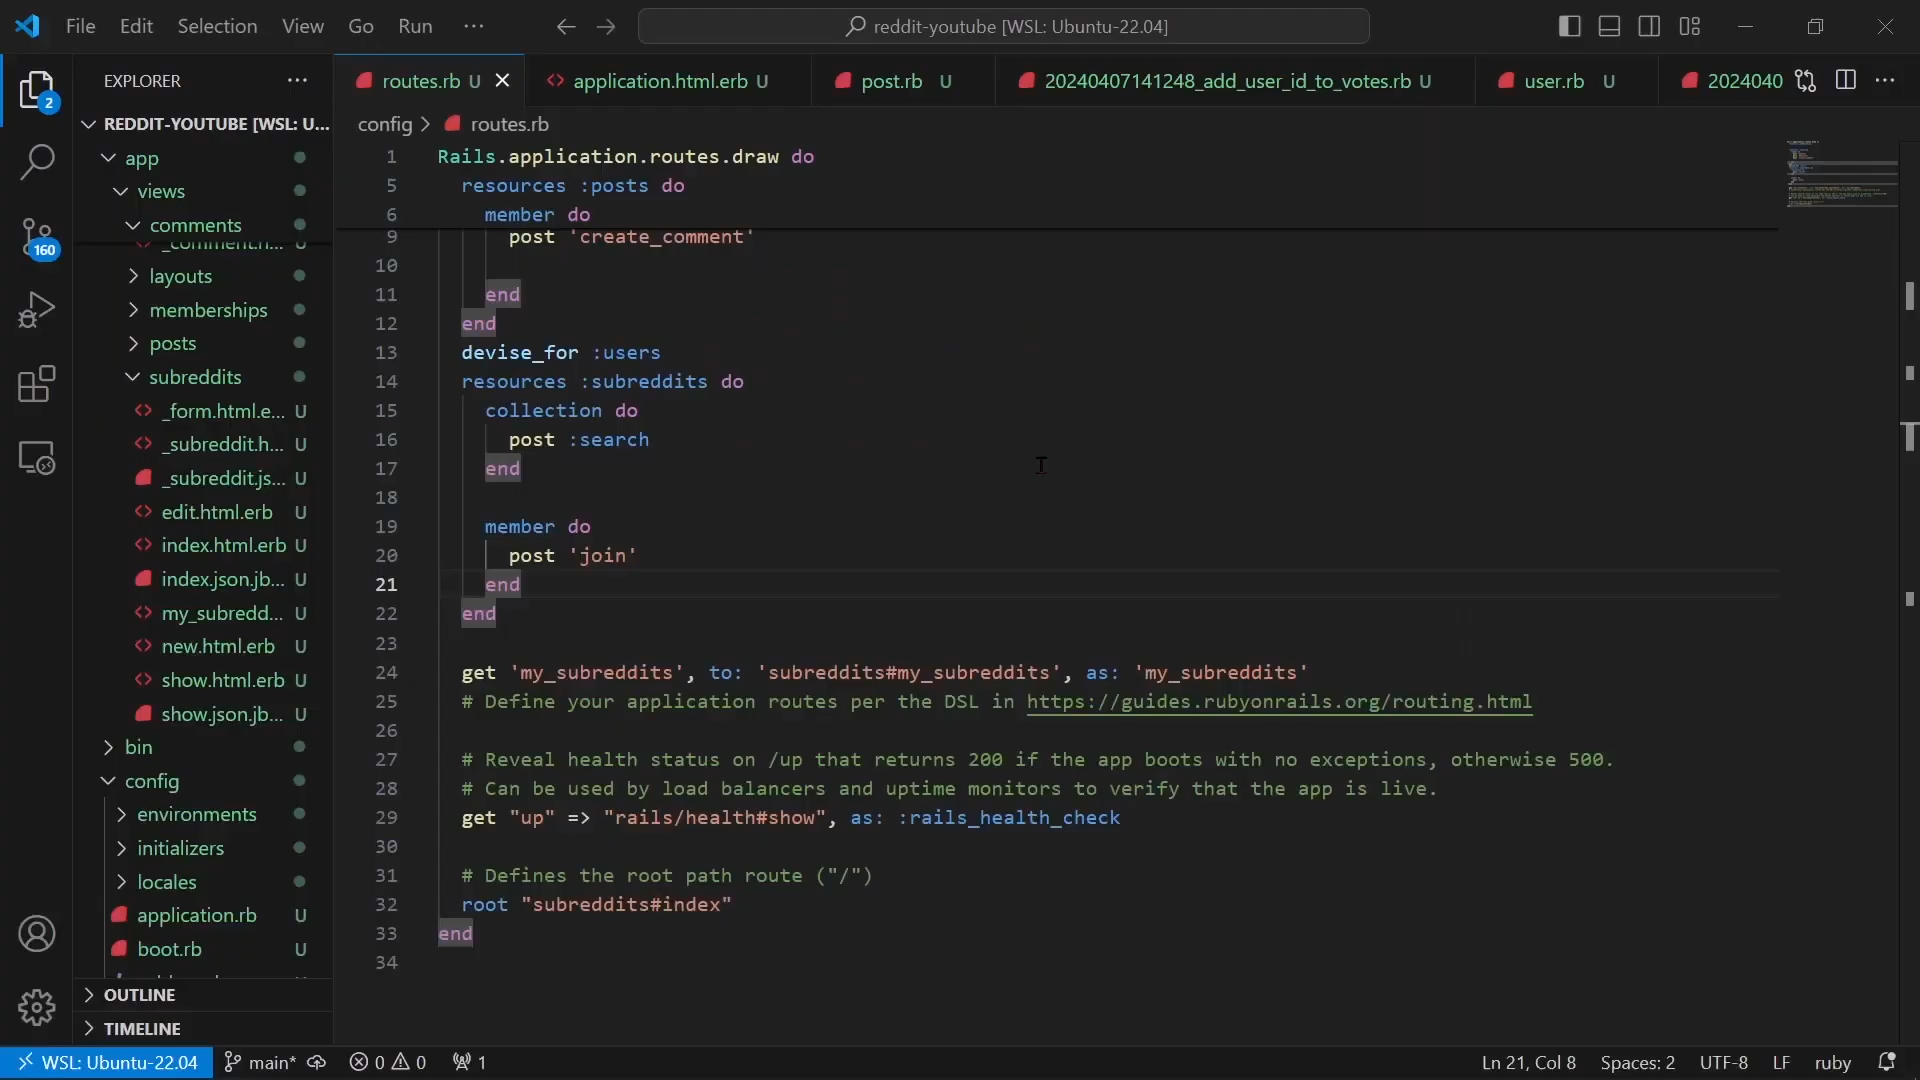 File Edit Selection View Go Run ···
reddit-youtube [WSL: Ubuntu-22.04]
EXPLORER
routes.rb U
application.html.erb U
post.rb U
20240407141248_add_user_id_to_votes.rb U
user.rb U
2024040
2
160
REDDIT-YOUTUBE [WSL: U...
app
views
comments
_comment.h... U
layouts
memberships
posts
subreddits
_form.html.e... U
_subreddit.h... U
_subreddit.js... U
edit.html.erb U
index.html.erb U
index.json.jb... U
my_subredd... U
new.html.erb U
show.html.erb U
show.json.jb... U
bin
config
environments
initializers
locales
application.rb U
boot.rb U
OUTLINE
TIMELINE
config > routes.rb
1 Rails.application.routes.draw do
5 resources :posts do
6 member do
9 post 'create_comment'
10
11 end
12 end
13 devise_for :users
14 resources :subreddits do
15 collection do
16 post :search
17 end
18
19 member do
20 post 'join'
21 end
22 end
23
24 get 'my_subreddits', to: 'subreddits#my_subreddits', as: 'my_subreddits'
25 # Define your application routes per the DSL in https://guides.rubyonrails.org/routing.html
26
27 # Reveal health status on /up that returns 200 if the app boots with no exceptions, otherwise 500.
28 # Can be used by load balancers and uptime monitors to verify that the app is live.
29 get "up" => "rails/health#show", as: :rails_health_check
30
31 # Defines the root path route ("/")
32 root "subreddits#index"
33 end
34
WSL: Ubuntu-22.04 main* 0 0 1
Ln 21, Col 8 Spaces: 2 UTF-8 LF ruby